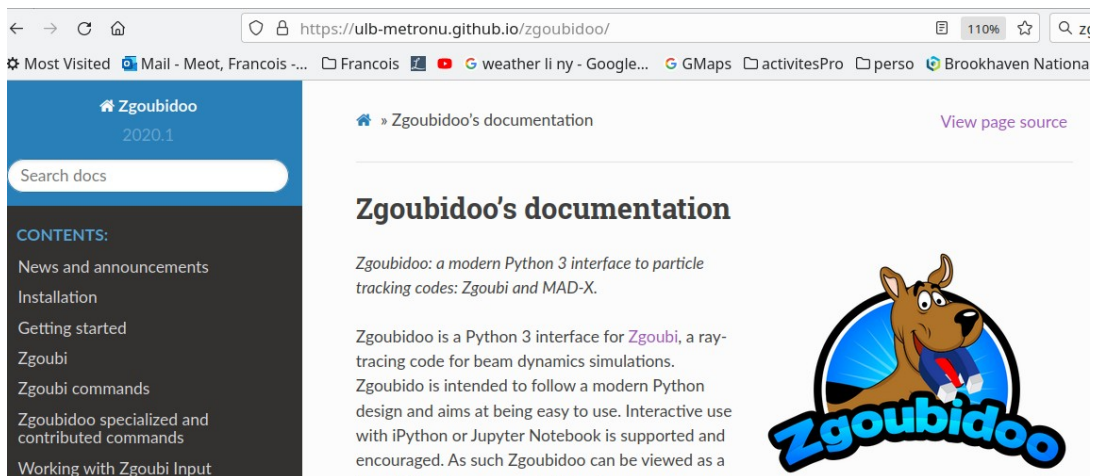 https://ulb-metronu.github.io/zgoubidoo/
110%
Most Visited Mail - Meot, Francois -... Francois G weather li ny - Google... GMaps activitesPro perso Brookhaven Nationa
Zgoubidoo
2020.1
Search docs
CONTENTS:
News and announcements
Installation
Getting started
Zgoubi
Zgoubi commands
Zgoubidoo specialized and
contributed commands
Working with Zgoubi Input
» Zgoubidoo's documentation
View page source
Zgoubidoo's documentation
Zgoubidoo: a modern Python 3 interface to particle
tracking codes: Zgoubi and MAD-X.
Zgoubidoo is a Python 3 interface for Zgoubi, a ray-
tracing code for beam dynamics simulations.
Zgoubido is intended to follow a modern Python
design and aims at being easy to use. Interactive use
with iPython or Jupyter Notebook is supported and
encouraged. As such Zgoubidoo can be viewed as a
Zgoubidoo